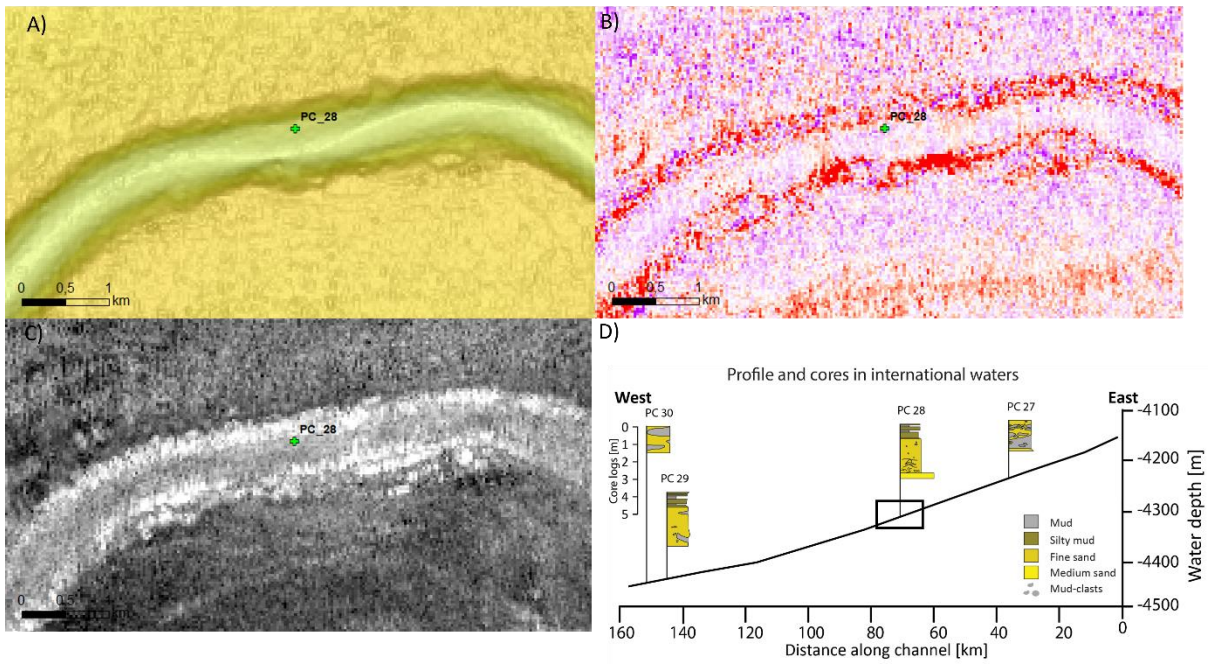 A)
PC_28
0 0,5 1
km
B)
PC_28
0 0,5 1
km
C)
PC_28
0 0,5 1
km
D)
Profile and cores in international waters
West
East
PC 30
PC 29
PC 28
PC 27
0
1
2
3
4
5
Core logs [m]
Mud
Silty mud
Fine sand
Medium sand
Mud-clasts
-4100
-4200
-4300
-4400
-4500
Water depth [m]
160 140 120 100 80 60 40 20 0
Distance along channel [km]